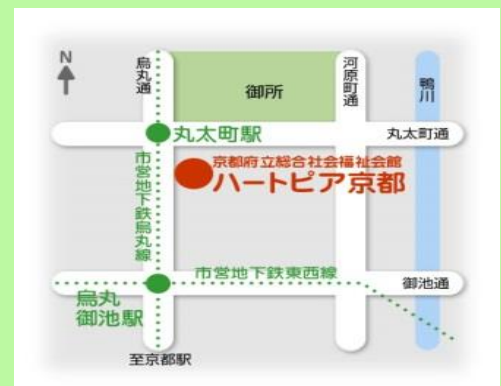 N
烏丸通
御所
河原町通
鴨川
丸太町駅
丸太町通
京都府立総合社会福祉会館
ハートピア京都
市営地下鉄烏丸線
市営地下鉄東西線
御池通
烏丸
御池駅
至京都駅